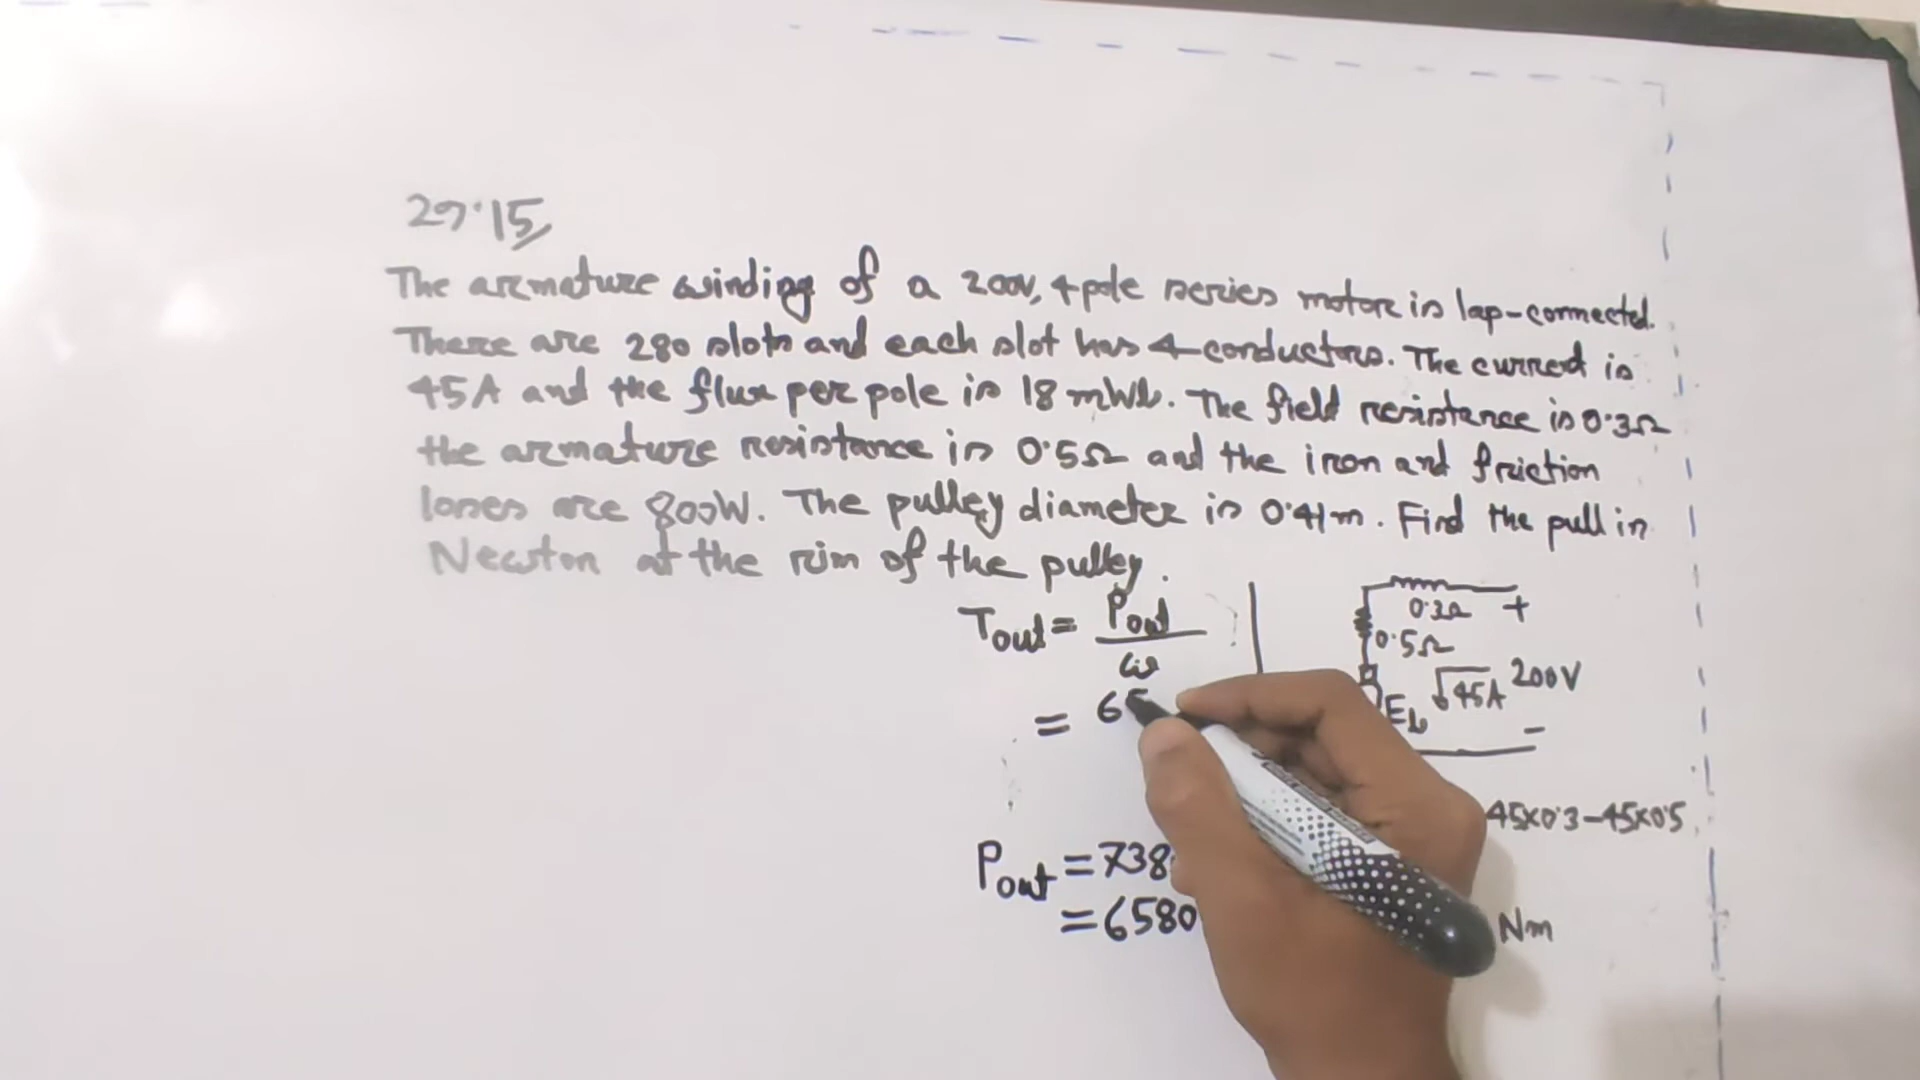 29.15
The armature winding of a 200V, 4 pole series motor is lap-connected.
There are 280 slots and each slot has 4 conductors. The current is
45A and the flux per pole is 18 mWb. The field resistance is 0.3Ω
the armature resistance is 0.5Ω and the iron and friction
losses are 800W. The pulley diameter is 0.41m. Find the pull in
Newton at the rim of the pulley.
Tout = Pout
ω
= 65
0.3Ω +
0.5Ω
Eb 45A 200V
-
45×0.3-45×0.5
Pout = 738
= 6580
Nm